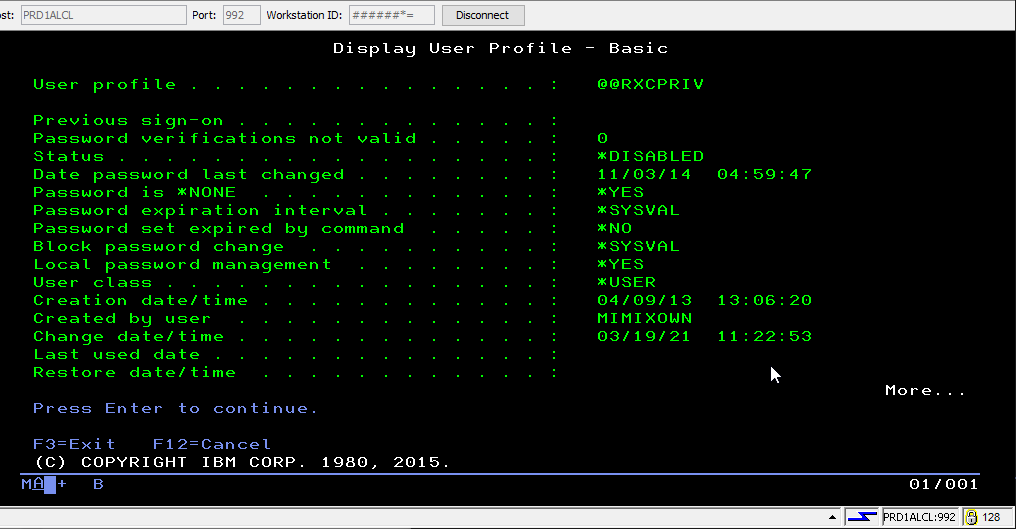 ost: PRD1ALCL Port: 992 Workstation ID: ######*= Disconnect
Display User Profile - Basic
User profile . . . . . . . . . . . . . . . : @@RXCPRIV
Previous sign-on . . . . . . . . . . . . . :
Password verifications not valid . . . . . : 0
Status . . . . . . . . . . . . . . . . . . : *DISABLED
Date password last changed . . . . . . . . : 11/03/14 04:59:47
Password is *NONE . . . . . . . . . . . . : *YES
Password expiration interval . . . . . . . : *SYSVAL
Password set expired by command . . . . . : *NO
Block password change . . . . . . . . . . : *SYSVAL
Local password management . . . . . . . . : *YES
User class . . . . . . . . . . . . . . . . : *USER
Creation date/time . . . . . . . . . . . . : 04/09/13 13:06:20
Created by user . . . . . . . . . . . . . : MIMIXOWN
Change date/time . . . . . . . . . . . . . : 03/19/21 11:22:53
Last used date . . . . . . . . . . . . . . :
Restore date/time . . . . . . . . . . . . :
More...
Press Enter to continue.
F3=Exit F12=Cancel
(C) COPYRIGHT IBM CORP. 1980, 2015.
MA + B 01/001
PRD1ALCL:992 128